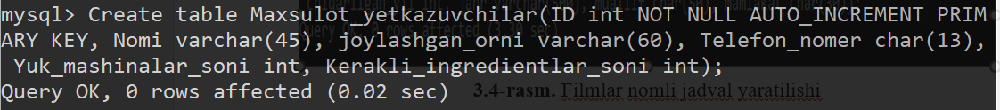 mysql> Create table Maxsulot_yetkazuvchilar(ID int NOT NULL AUTO_INCREMENT PRIM
ARY KEY, Nomi varchar(45), joylashgan_orni varchar(60), Telefon_nomer char(13),
Yuk_mashinalar_soni int, Kerakli_ingredientlar_soni int);
Query OK, 0 rows affected (0.02 sec)
3.4-rasm. Filmlar nomli jadval yaratilishi